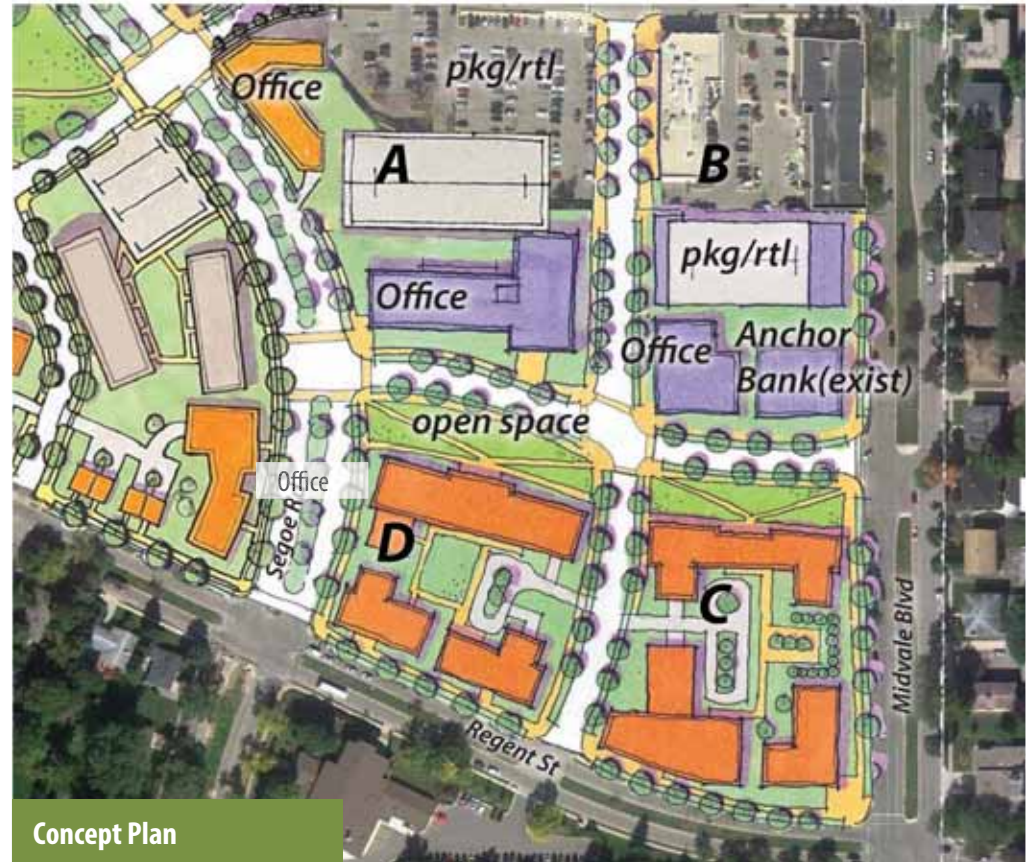 Office
pkg/rtl
A
B
pkg/rtl
Office
Office
Anchor
Bank(exist)
open space
Office
Segoe R
D
C
Midvale Blvd
Regent St
Concept Plan